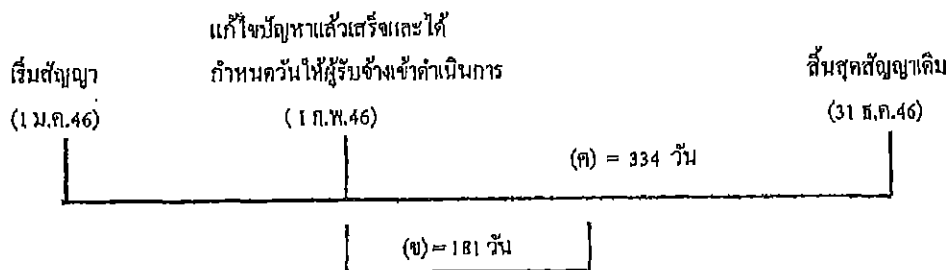 แก้ไขปัญหาแล้วเสร็จและได้
เริ่มสัญญา กำหนดวันให้ผู้รับจ้างเข้าดำเนินการ สิ้นสุดสัญญาเดิม
(1 ม.ค.46) (1 ก.พ.46) (31 ธ.ค.46)
(ค) = 334 วัน
(ข) = 181 วัน